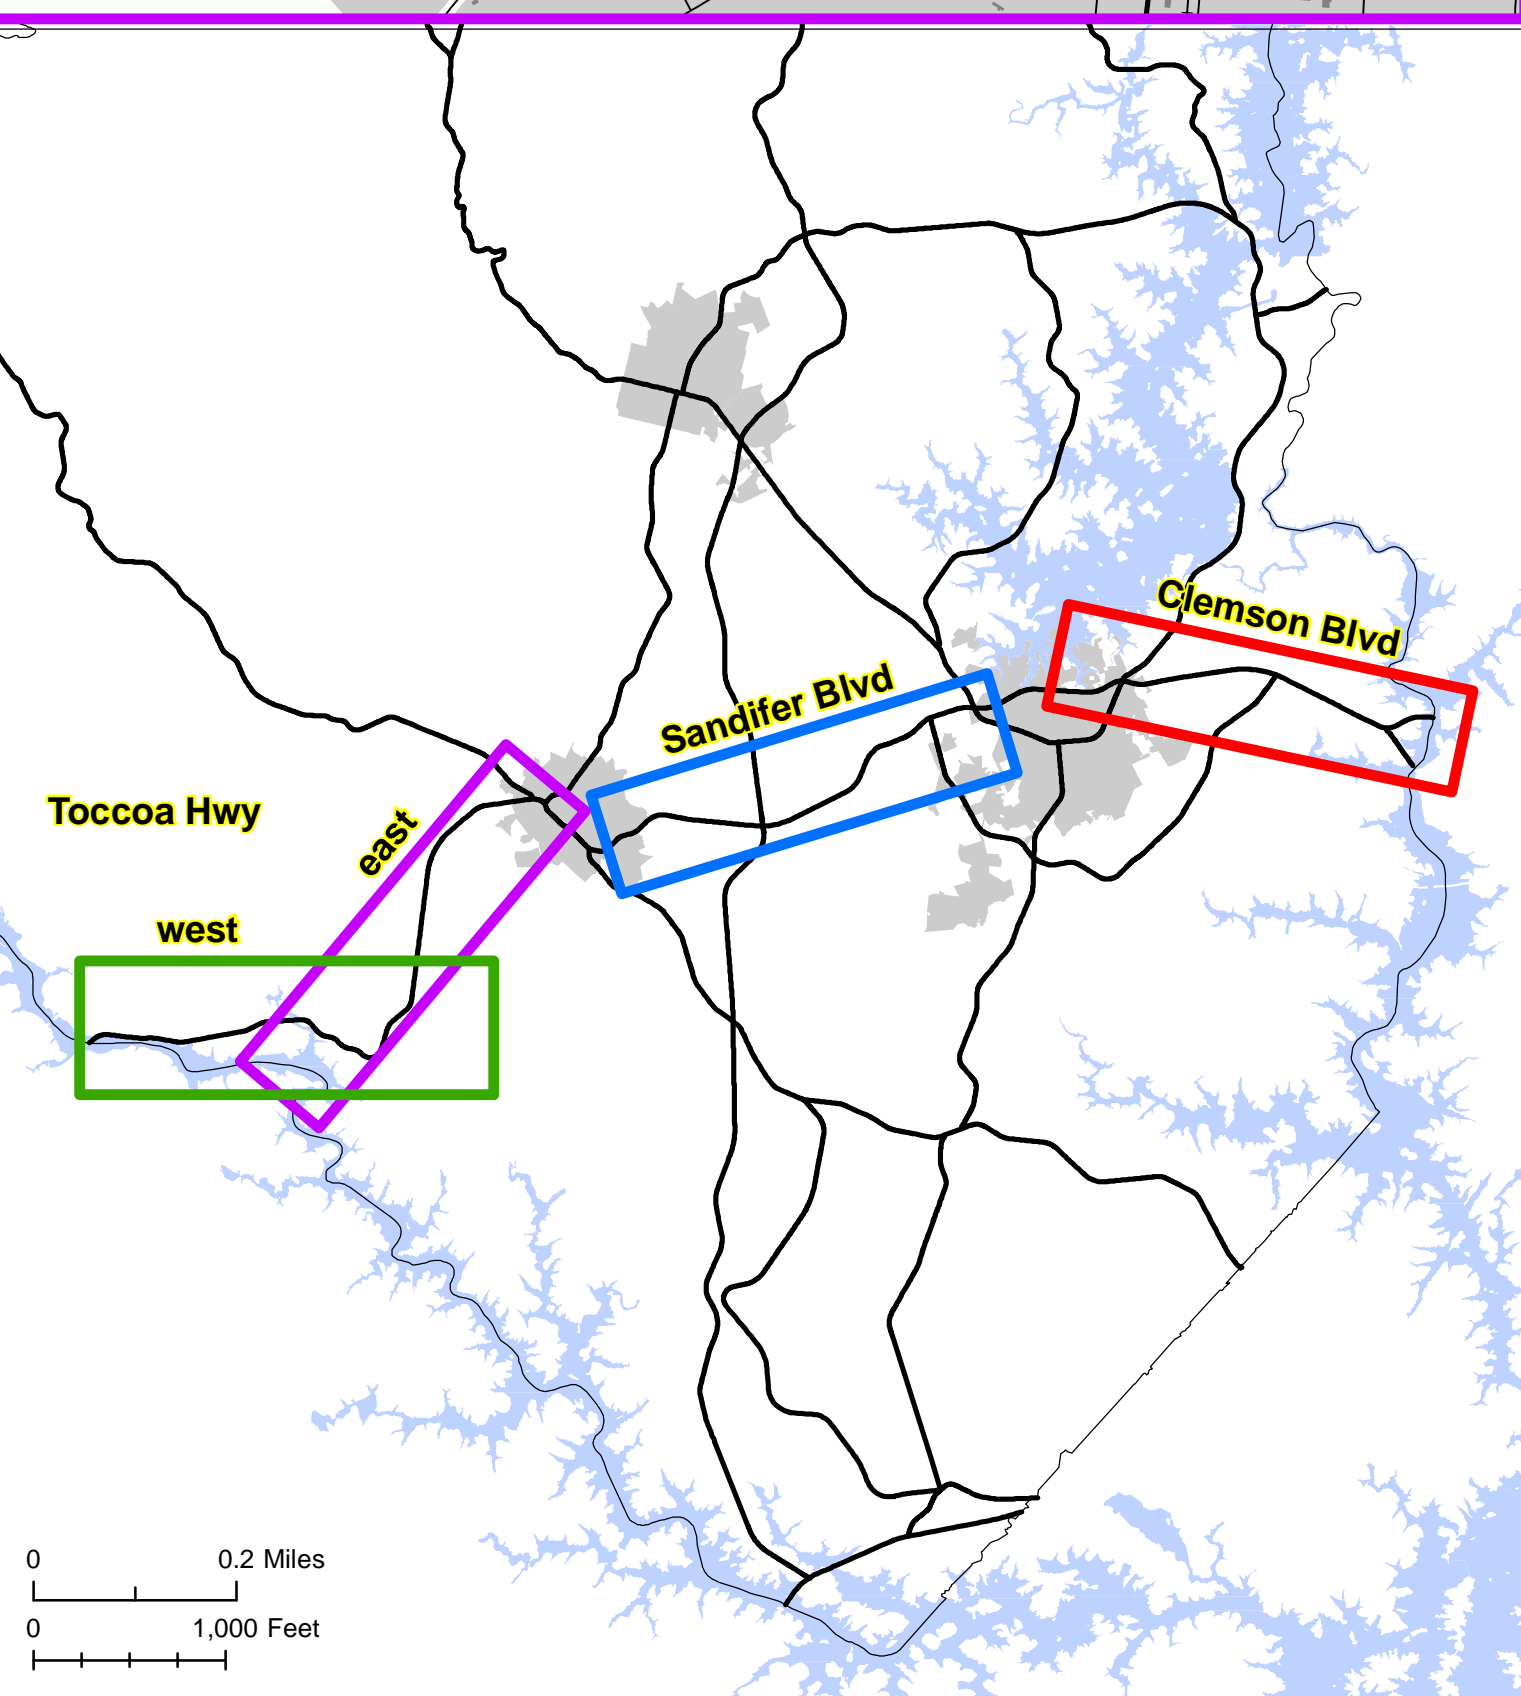 Clemson Blvd
Sandifer Blvd
Toccoa Hwy
east
west
0 0.2 Miles
0 1,000 Feet